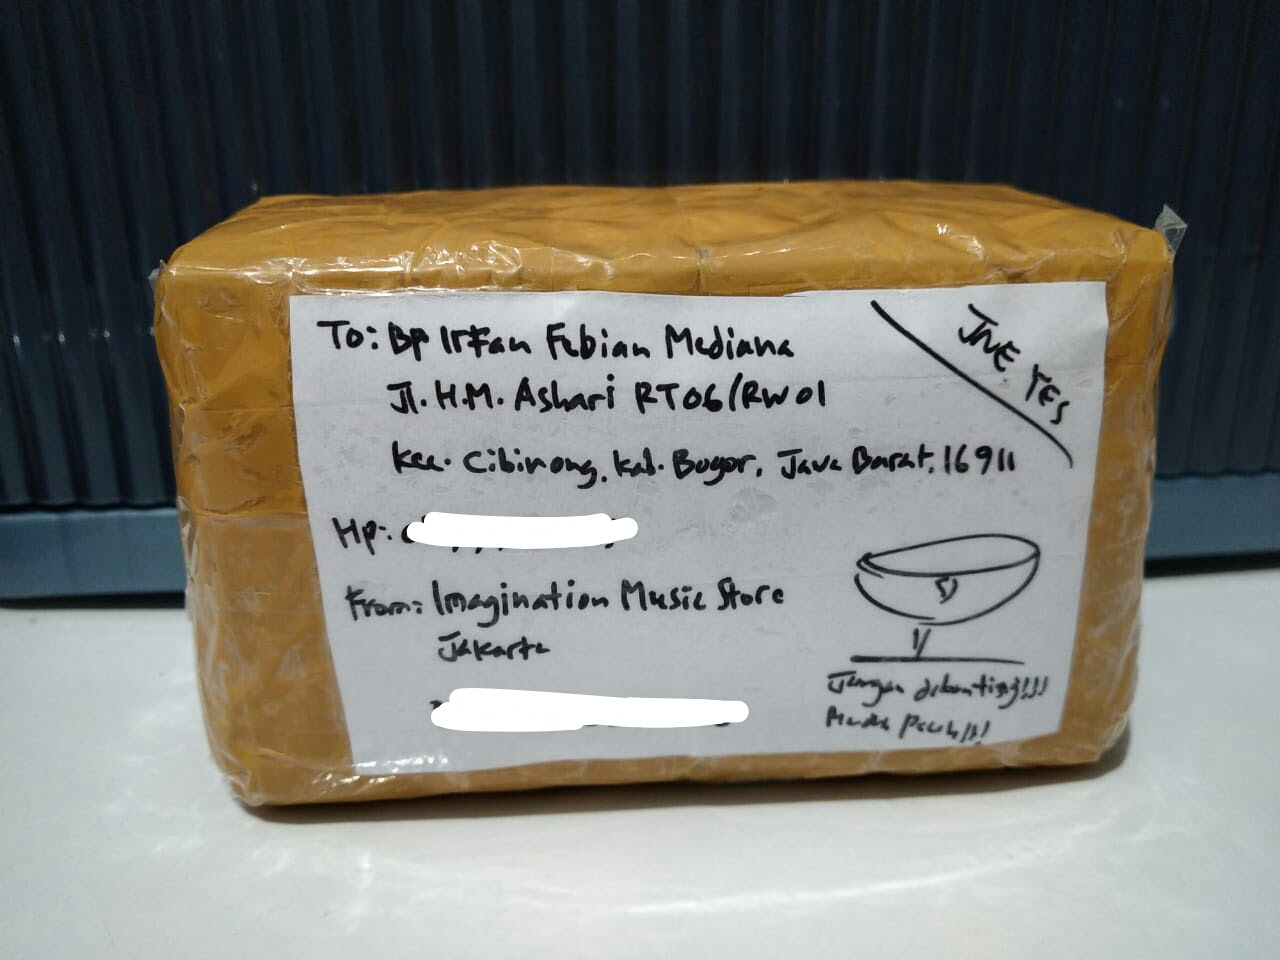 To: Bp Irfan Febian Mediana
JNE YES
Jl. H.M. Ashari RT06/RW01
Kec. Cibinong, Kab. Bogor, Jawa Barat, 16911
Hp:
From: Imagination Music Store
Jakarta
Jangan dibanting!!!
Mudah Pecah!!!